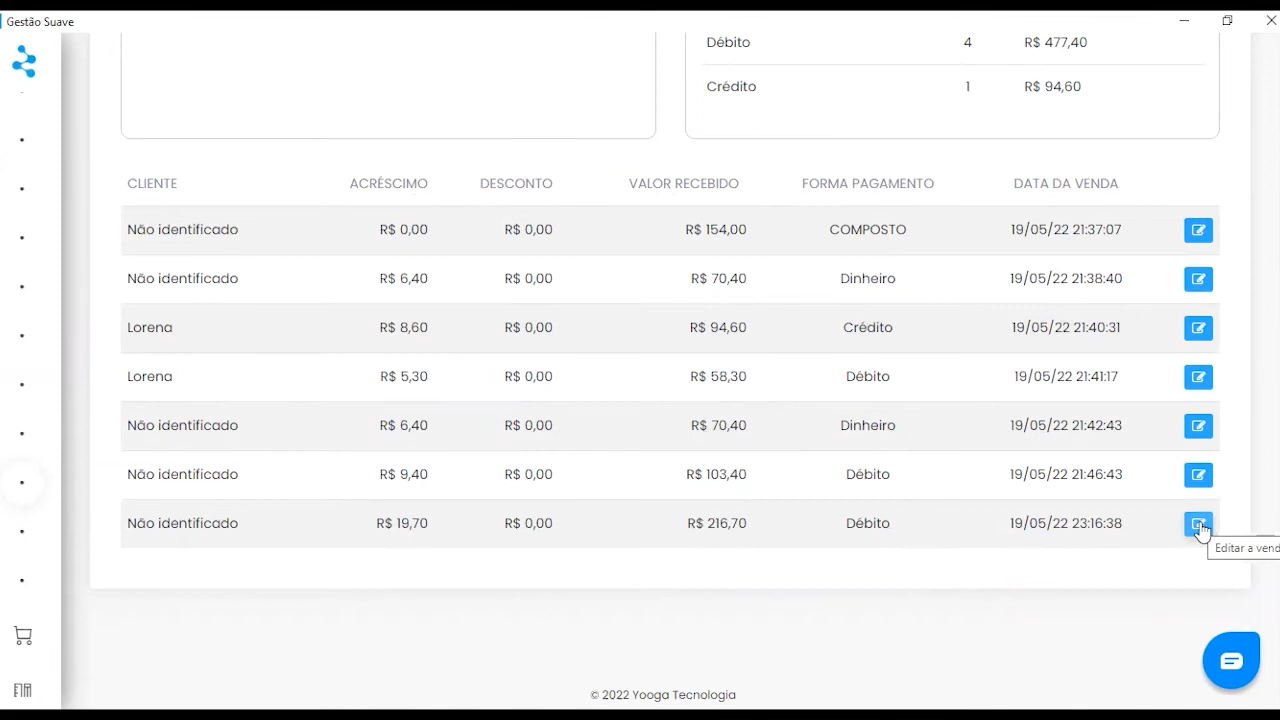 Gestão Suave
Débito 4 R$ 477,40
Crédito 1 R$ 94,60
CLIENTE ACRÉSCIMO DESCONTO VALOR RECEBIDO FORMA PAGAMENTO DATA DA VENDA
Não identificado R$ 0,00 R$ 0,00 R$ 154,00 COMPOSTO 19/05/22 21:37:07
Não identificado R$ 6,40 R$ 0,00 R$ 70,40 Dinheiro 19/05/22 21:38:40
Lorena R$ 8,60 R$ 0,00 R$ 94,60 Crédito 19/05/22 21:40:31
Lorena R$ 5,30 R$ 0,00 R$ 58,30 Débito 19/05/22 21:41:17
Não identificado R$ 6,40 R$ 0,00 R$ 70,40 Dinheiro 19/05/22 21:42:43
Não identificado R$ 9,40 R$ 0,00 R$ 103,40 Débito 19/05/22 21:46:43
Não identificado R$ 19,70 R$ 0,00 R$ 216,70 Débito 19/05/22 23:16:38
Editar a vend
© 2022 Yooga Tecnologia